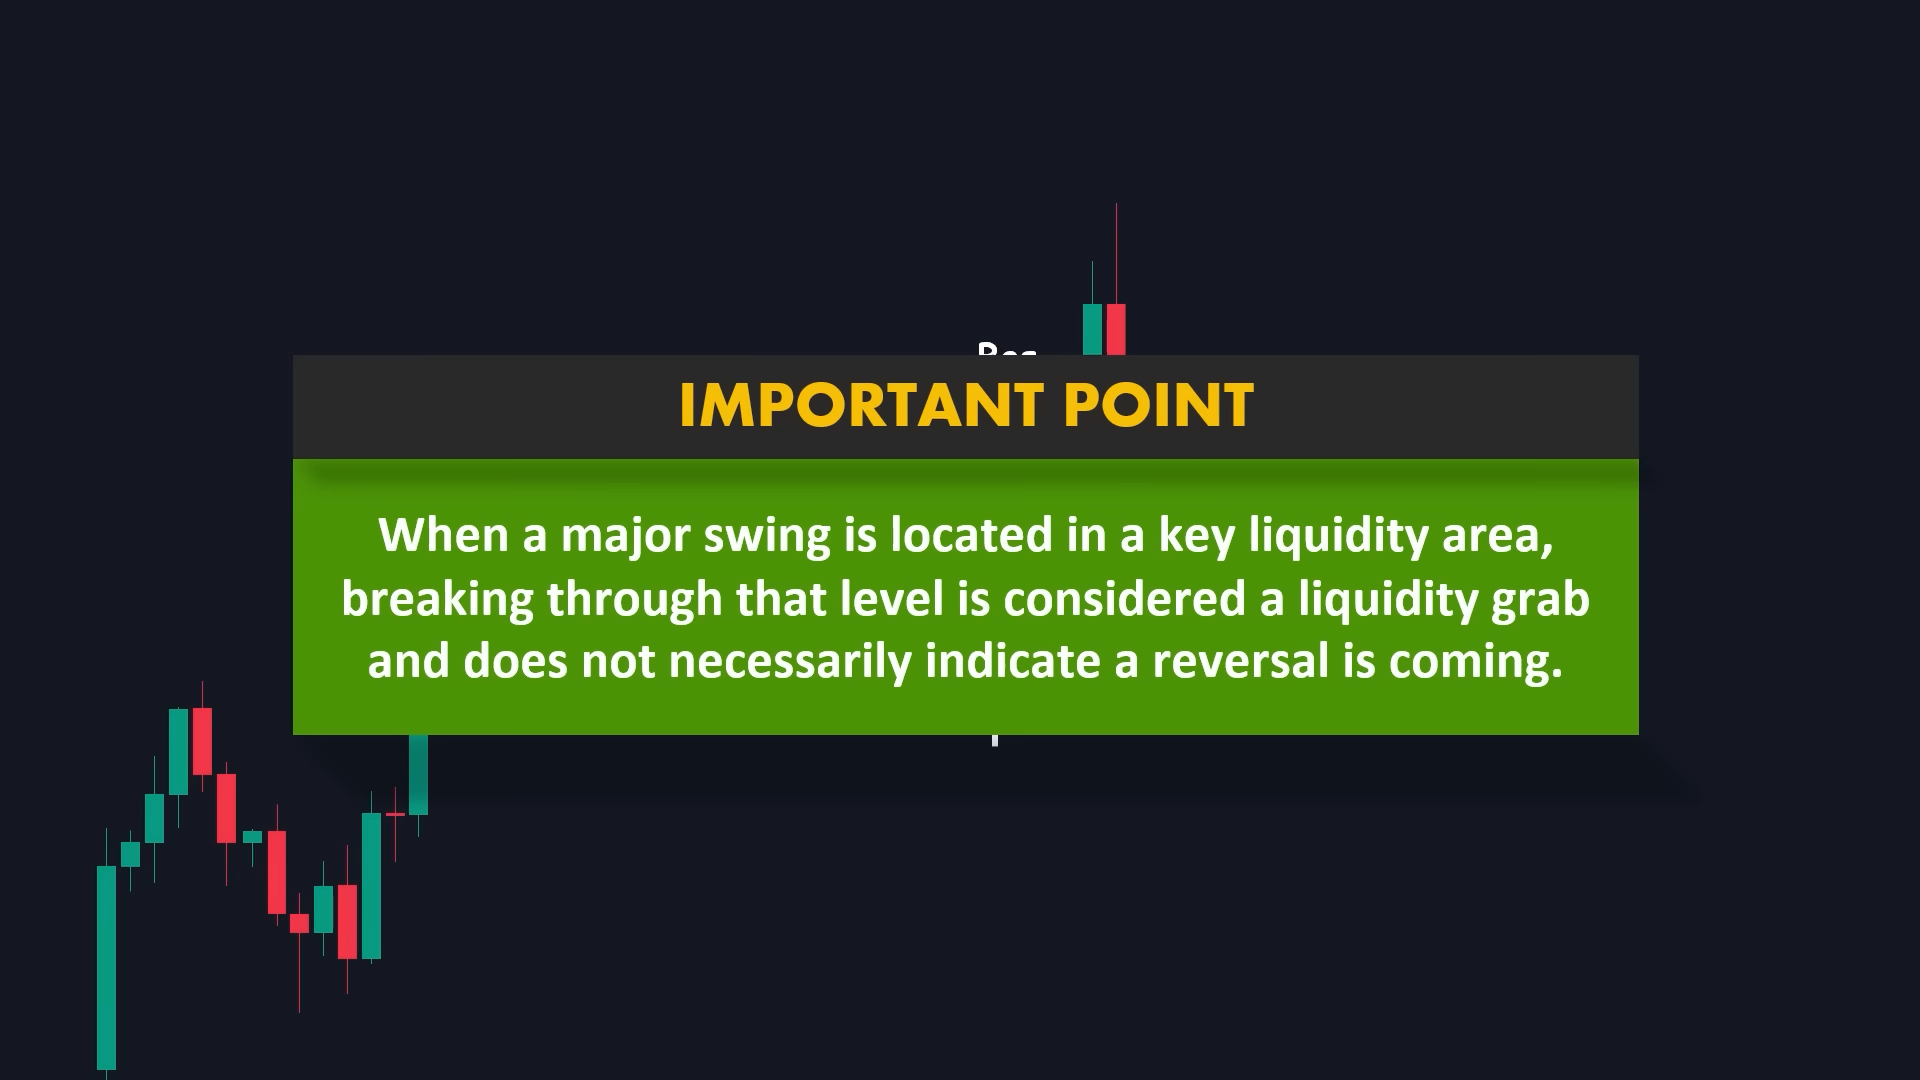 IMPORTANT POINT
When a major swing is located in a key liquidity area,
breaking through that level is considered a liquidity grab
and does not necessarily indicate a reversal is coming.